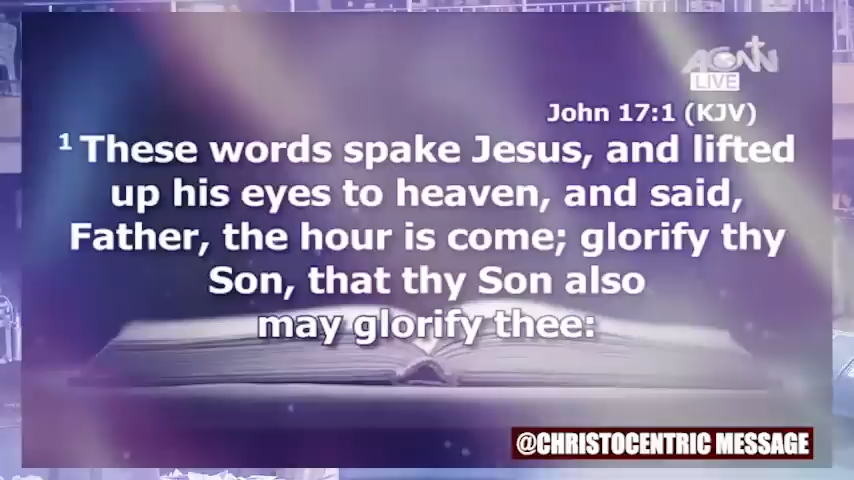 ACNN
LIVE
John 17:1 (KJV)
1 These words spake Jesus, and lifted
up his eyes to heaven, and said,
Father, the hour is come; glorify thy
Son, that thy Son also
may glorify thee:
@CHRISTOCENTRIC MESSAGE